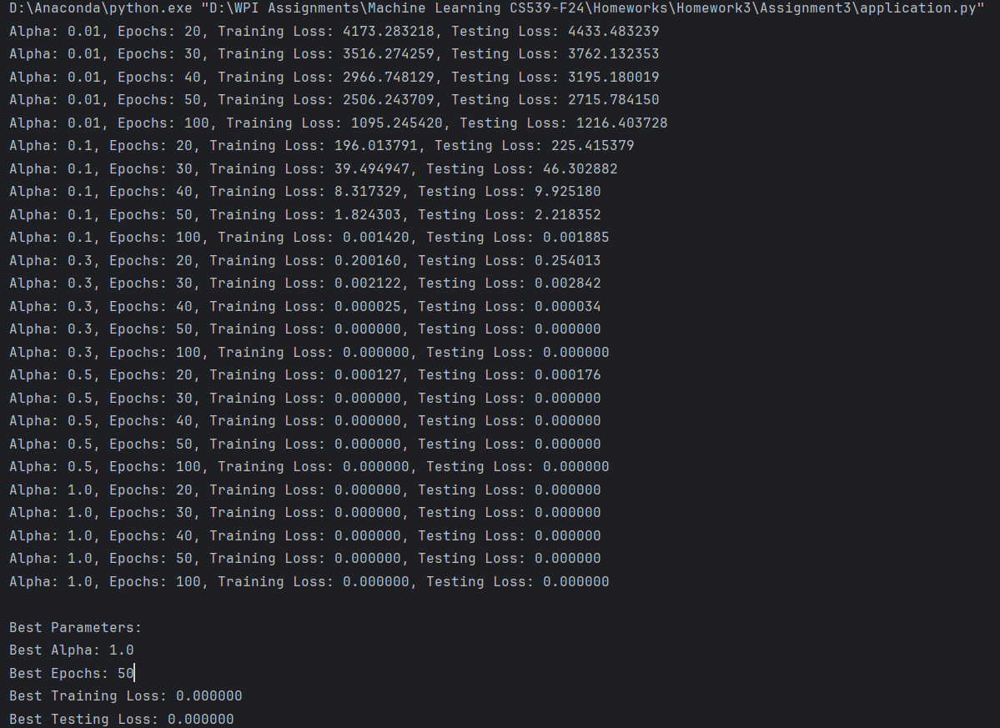 D:\Anaconda\python.exe "D:\WPI Assignments\Machine Learning CS539-F24\Homeworks\Homework3\Assignment3\application.py"
Alpha: 0.01, Epochs: 20, Training Loss: 4173.283218, Testing Loss: 4433.483239
Alpha: 0.01, Epochs: 30, Training Loss: 3516.274259, Testing Loss: 3762.132353
Alpha: 0.01, Epochs: 40, Training Loss: 2966.748129, Testing Loss: 3195.180019
Alpha: 0.01, Epochs: 50, Training Loss: 2506.243709, Testing Loss: 2715.784150
Alpha: 0.01, Epochs: 100, Training Loss: 1095.245420, Testing Loss: 1216.403728
Alpha: 0.1, Epochs: 20, Training Loss: 196.013791, Testing Loss: 225.415379
Alpha: 0.1, Epochs: 30, Training Loss: 39.494947, Testing Loss: 46.302882
Alpha: 0.1, Epochs: 40, Training Loss: 8.317329, Testing Loss: 9.925180
Alpha: 0.1, Epochs: 50, Training Loss: 1.824303, Testing Loss: 2.218352
Alpha: 0.1, Epochs: 100, Training Loss: 0.001420, Testing Loss: 0.001885
Alpha: 0.3, Epochs: 20, Training Loss: 0.200160, Testing Loss: 0.254013
Alpha: 0.3, Epochs: 30, Training Loss: 0.002122, Testing Loss: 0.002842
Alpha: 0.3, Epochs: 40, Training Loss: 0.000025, Testing Loss: 0.000034
Alpha: 0.3, Epochs: 50, Training Loss: 0.000000, Testing Loss: 0.000000
Alpha: 0.3, Epochs: 100, Training Loss: 0.000000, Testing Loss: 0.000000
Alpha: 0.5, Epochs: 20, Training Loss: 0.000127, Testing Loss: 0.000176
Alpha: 0.5, Epochs: 30, Training Loss: 0.000000, Testing Loss: 0.000000
Alpha: 0.5, Epochs: 40, Training Loss: 0.000000, Testing Loss: 0.000000
Alpha: 0.5, Epochs: 50, Training Loss: 0.000000, Testing Loss: 0.000000
Alpha: 0.5, Epochs: 100, Training Loss: 0.000000, Testing Loss: 0.000000
Alpha: 1.0, Epochs: 20, Training Loss: 0.000000, Testing Loss: 0.000000
Alpha: 1.0, Epochs: 30, Training Loss: 0.000000, Testing Loss: 0.000000
Alpha: 1.0, Epochs: 40, Training Loss: 0.000000, Testing Loss: 0.000000
Alpha: 1.0, Epochs: 50, Training Loss: 0.000000, Testing Loss: 0.000000
Alpha: 1.0, Epochs: 100, Training Loss: 0.000000, Testing Loss: 0.000000
Best Parameters:
Best Alpha: 1.0
Best Epochs: 50
Best Training Loss: 0.000000
Best Testing Loss: 0.000000